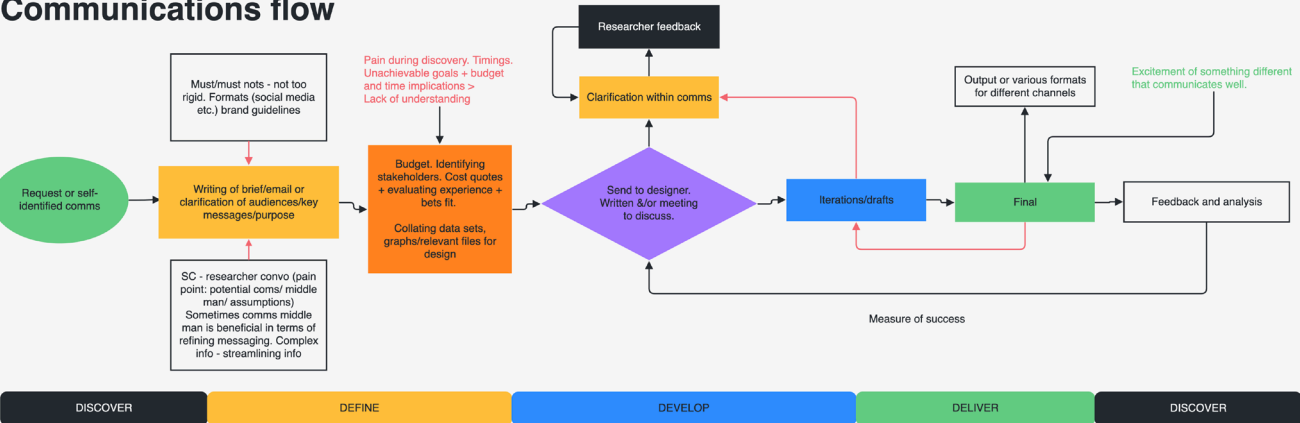 Communications flow
Researcher feedback
Must/must nots - not too
rigid. Formats (social media
etc.) brand guidelines
Pain during discovery. Timings.
Unachievable goals + budget
and time implications >
Lack of understanding
Clarification within comms
Output or various formats
for different channels
Excitement of something different
that communicates well.
Request or self-
identified comms
Writing of brief/email or
clarification of audiences/key
messages/purpose
Budget. Identifying
stakeholders. Cost quotes
+ evaluating experience +
bets fit.
Collating data sets,
graphs/relevant files for
design
Send to designer.
Written &/or meeting
to discuss.
Iterations/drafts
Final
Feedback and analysis
SC - researcher convo (pain
point: potential coms/ middle
man/ assumptions)
Sometimes comms middle
man is beneficial in terms of
refining messaging. Complex
info - streamlining info
Measure of success
DISCOVER
DEFINE
DEVELOP
DELIVER
DISCOVER